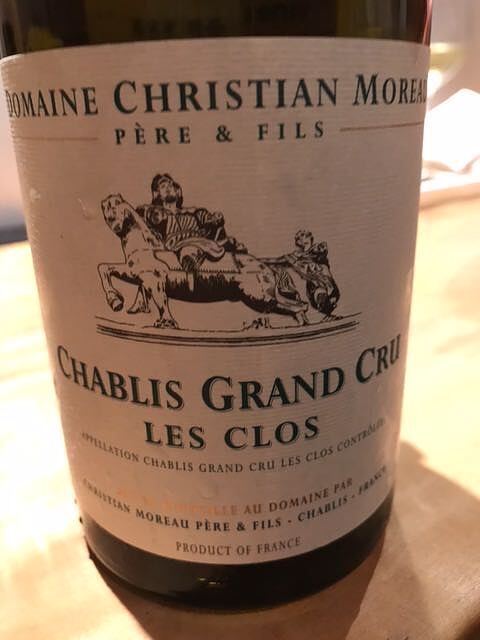 DOMAINE CHRISTIAN MOREAU
PÈRE & FILS
CHABLIS GRAND CRU
LES CLOS
APPELLATION CHABLIS GRAND CRU LES CLOS CONTRÔLÉE
BOUTEILLE AU DOMAINE PAR
CHRISTIAN MOREAU PÈRE & FILS - CHABLIS - FRANCE
PRODUCT OF FRANCE